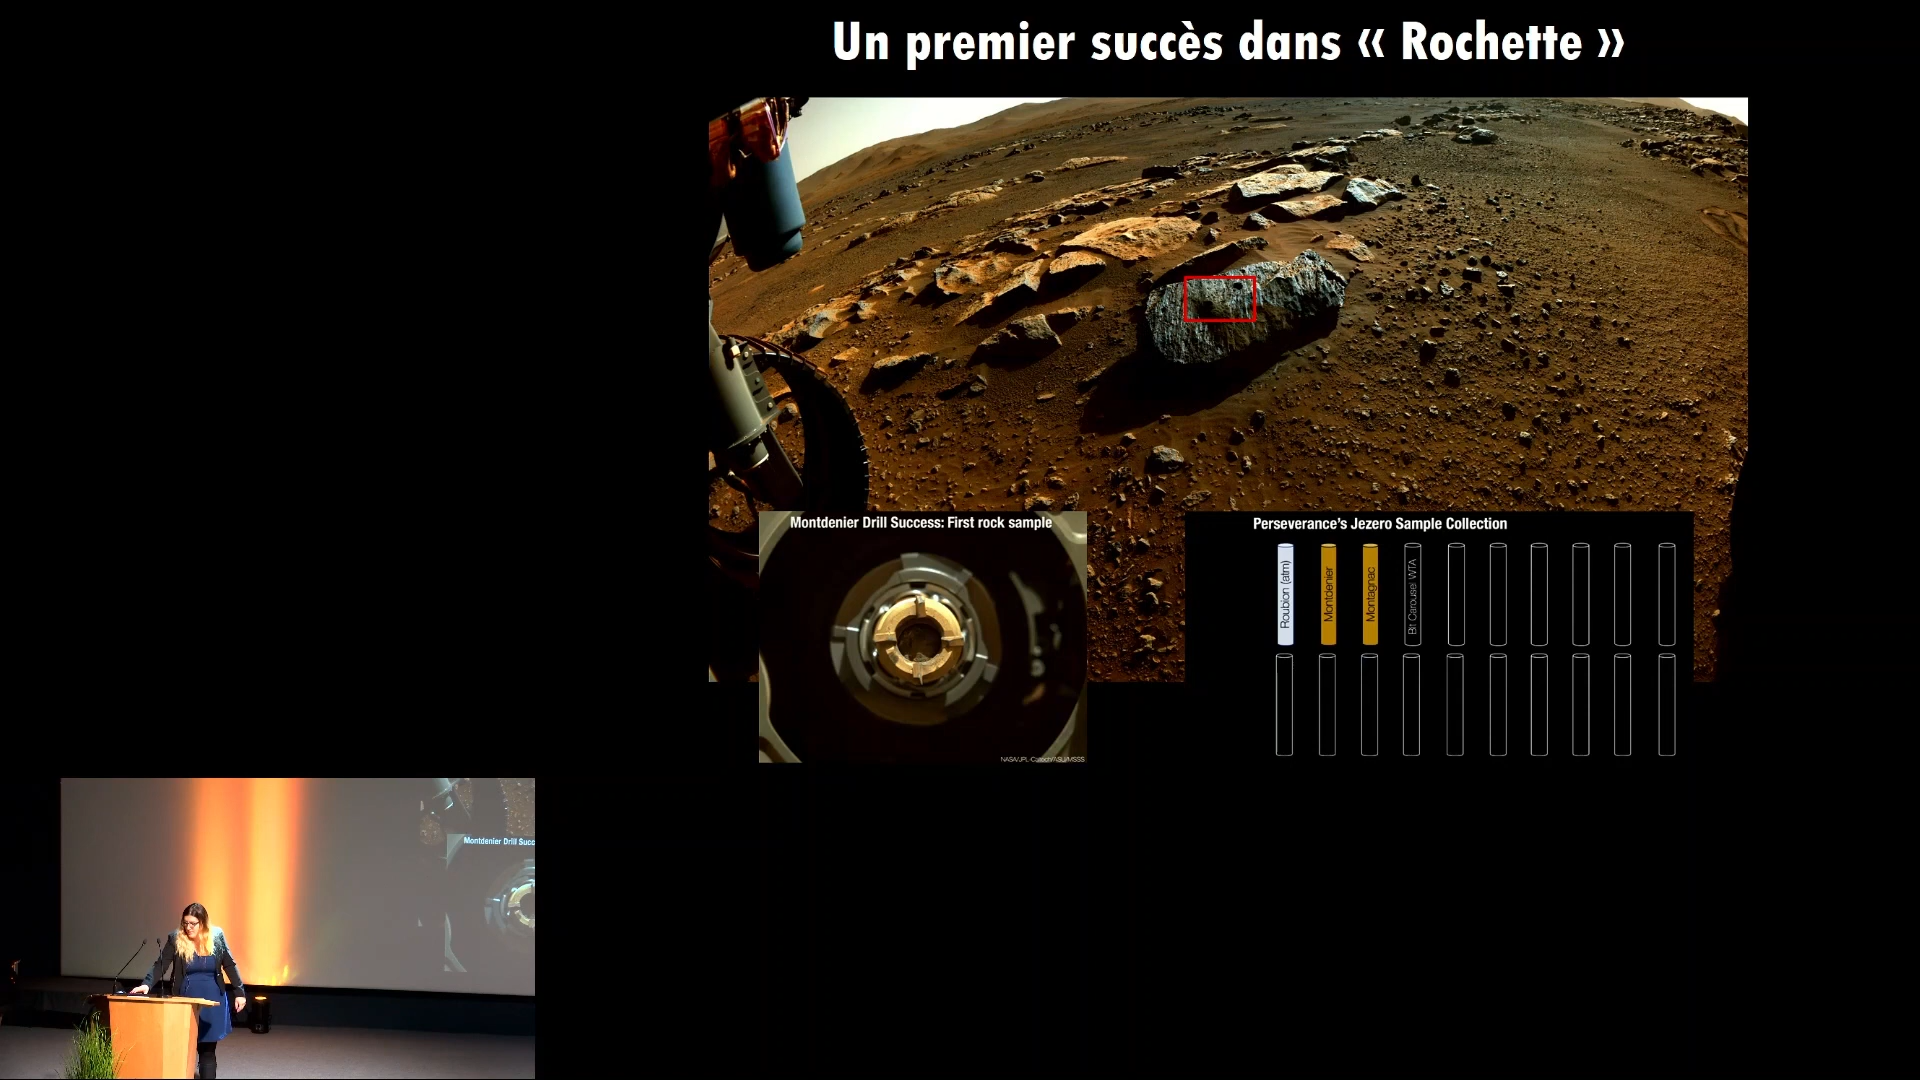 Un premier succès dans « Rochette »
Montdenier Drill Success: First rock sample
NASA/JPL-Caltech/ASU/MSSS
Perseverance's Jezero Sample Collection
Roubion (atm)
Montdenier
Montagnac
Bit Carousel WTA
Montdenier Drill Succ